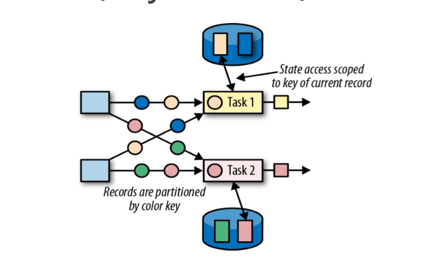 State access scoped
to key of current record
Task 1
Task 2
Records are partitioned
by color key